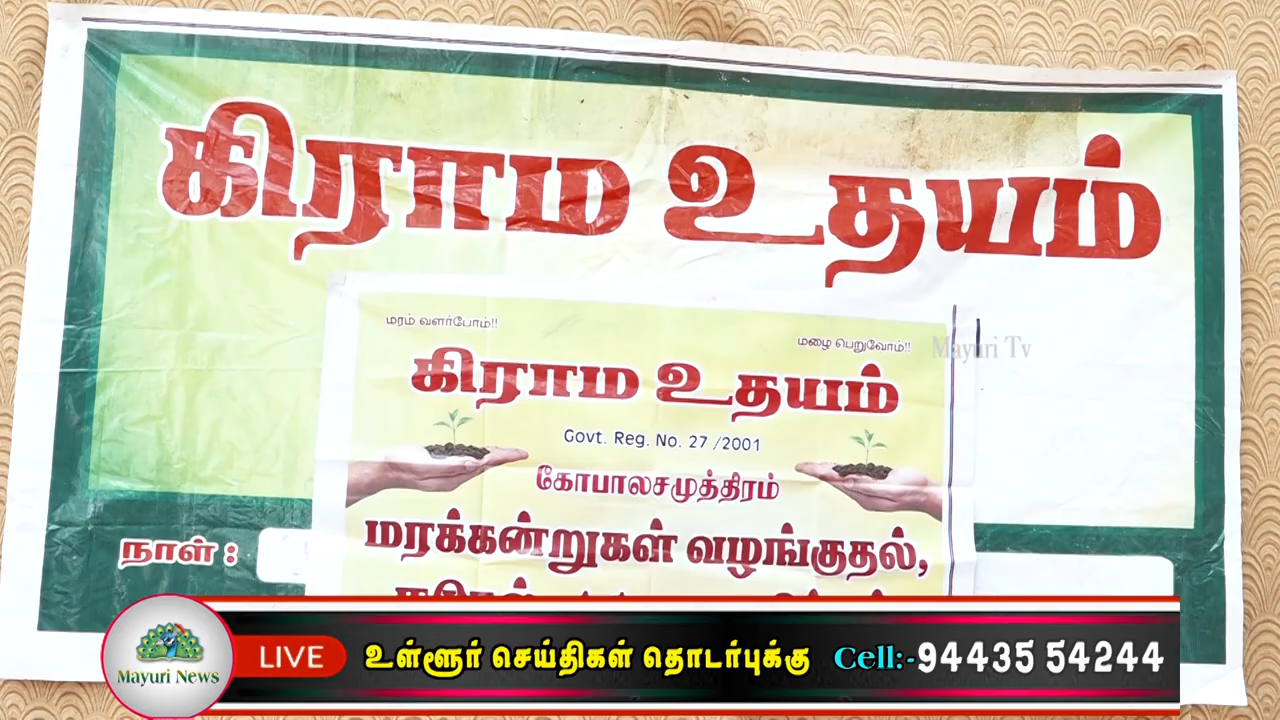 கிராம உதயம்
மரம் வளர்போம்!!
மழை பெறுவோம்!!
Mayuri Tv
கிராம உதயம்
Govt. Reg. No. 27 /2001
கோபாலசமுத்திரம்
மரக்கன்றுகள் வழங்குதல்,
நாள் :
Mayuri News
LIVE
உள்ளூர் செய்திகள் தொடர்புக்கு Cell:-94435 54244